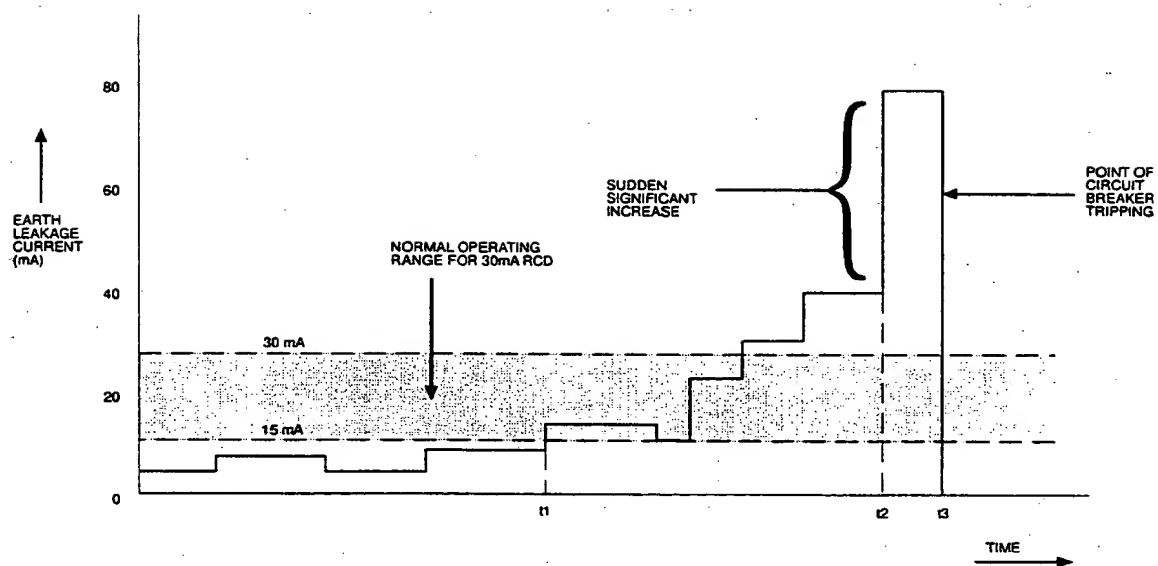 80
60
40
20
0
EARTH
LEAKAGE
CURRENT
(mA)
NORMAL OPERATING
RANGE FOR 30mA RCD
30 mA
15 mA
SUDDEN
SIGNIFICANT
INCREASE
POINT OF
CIRCUIT
BREAKER
TRIPPING
t1
t2
t3
TIME